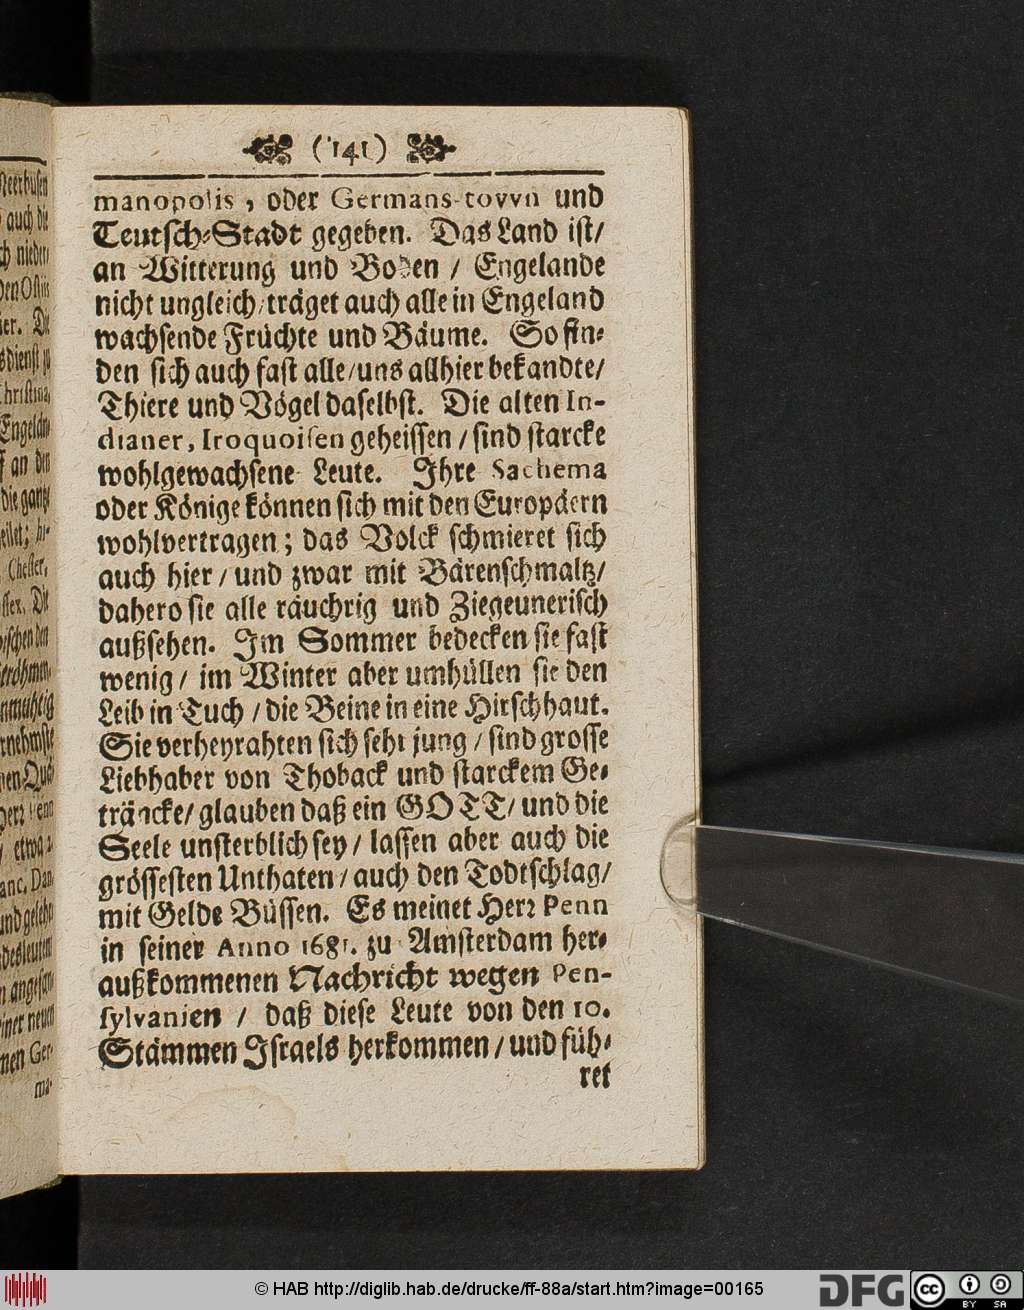 (141)
manopolis, oder Germans-tovvn und
Teutsch-Stadt gegeben. Das Land ist/
an Witterung und Boden / Engelande
nicht ungleich/träget auch alle in Engeland
wachsende Früchte und Bäume. So fin-
den sich auch fast alle/uns allhier bekandte/
Thiere und Vögel daselbst. Die alten In-
dianer, Iroquoisen geheissen / sind starcke
wohlgewachsene Leute. Ihre Sachema
oder Könige können sich mit den Europäern
wohlvertragen; das Volck schmieret sich
auch hier / und zwar mit Bärenschmaltz/
dahero sie alle räuchrig und Ziegeunerisch
außsehen. Im Sommer bedecken sie fast
wenig / im Winter aber umhüllen sie den
Leib in Tuch / die Beine in eine Hirschhaut.
Sie verheyrahten sich sehr jung / sind grosse
Liebhaber von Thoback und starckem Ge-
träncke/ glauben daß ein GOTT/ und die
Seele unsterblich sey / lassen aber auch die
grössesten Unthaten / auch den Todtschlag/
mit Gelde Büssen. Es meinet Herr Penn
in seiner Anno 1681. zu Amsterdam her-
außkommenen Nachricht wegen Pen-
sylvanien / daß diese Leute von den 10.
Stämmen Israels herkommen / und füh-
ret
© HAB http://diglib.hab.de/drucke/ff-88a/start.htm?image=00165
DFG
cc
BY SA